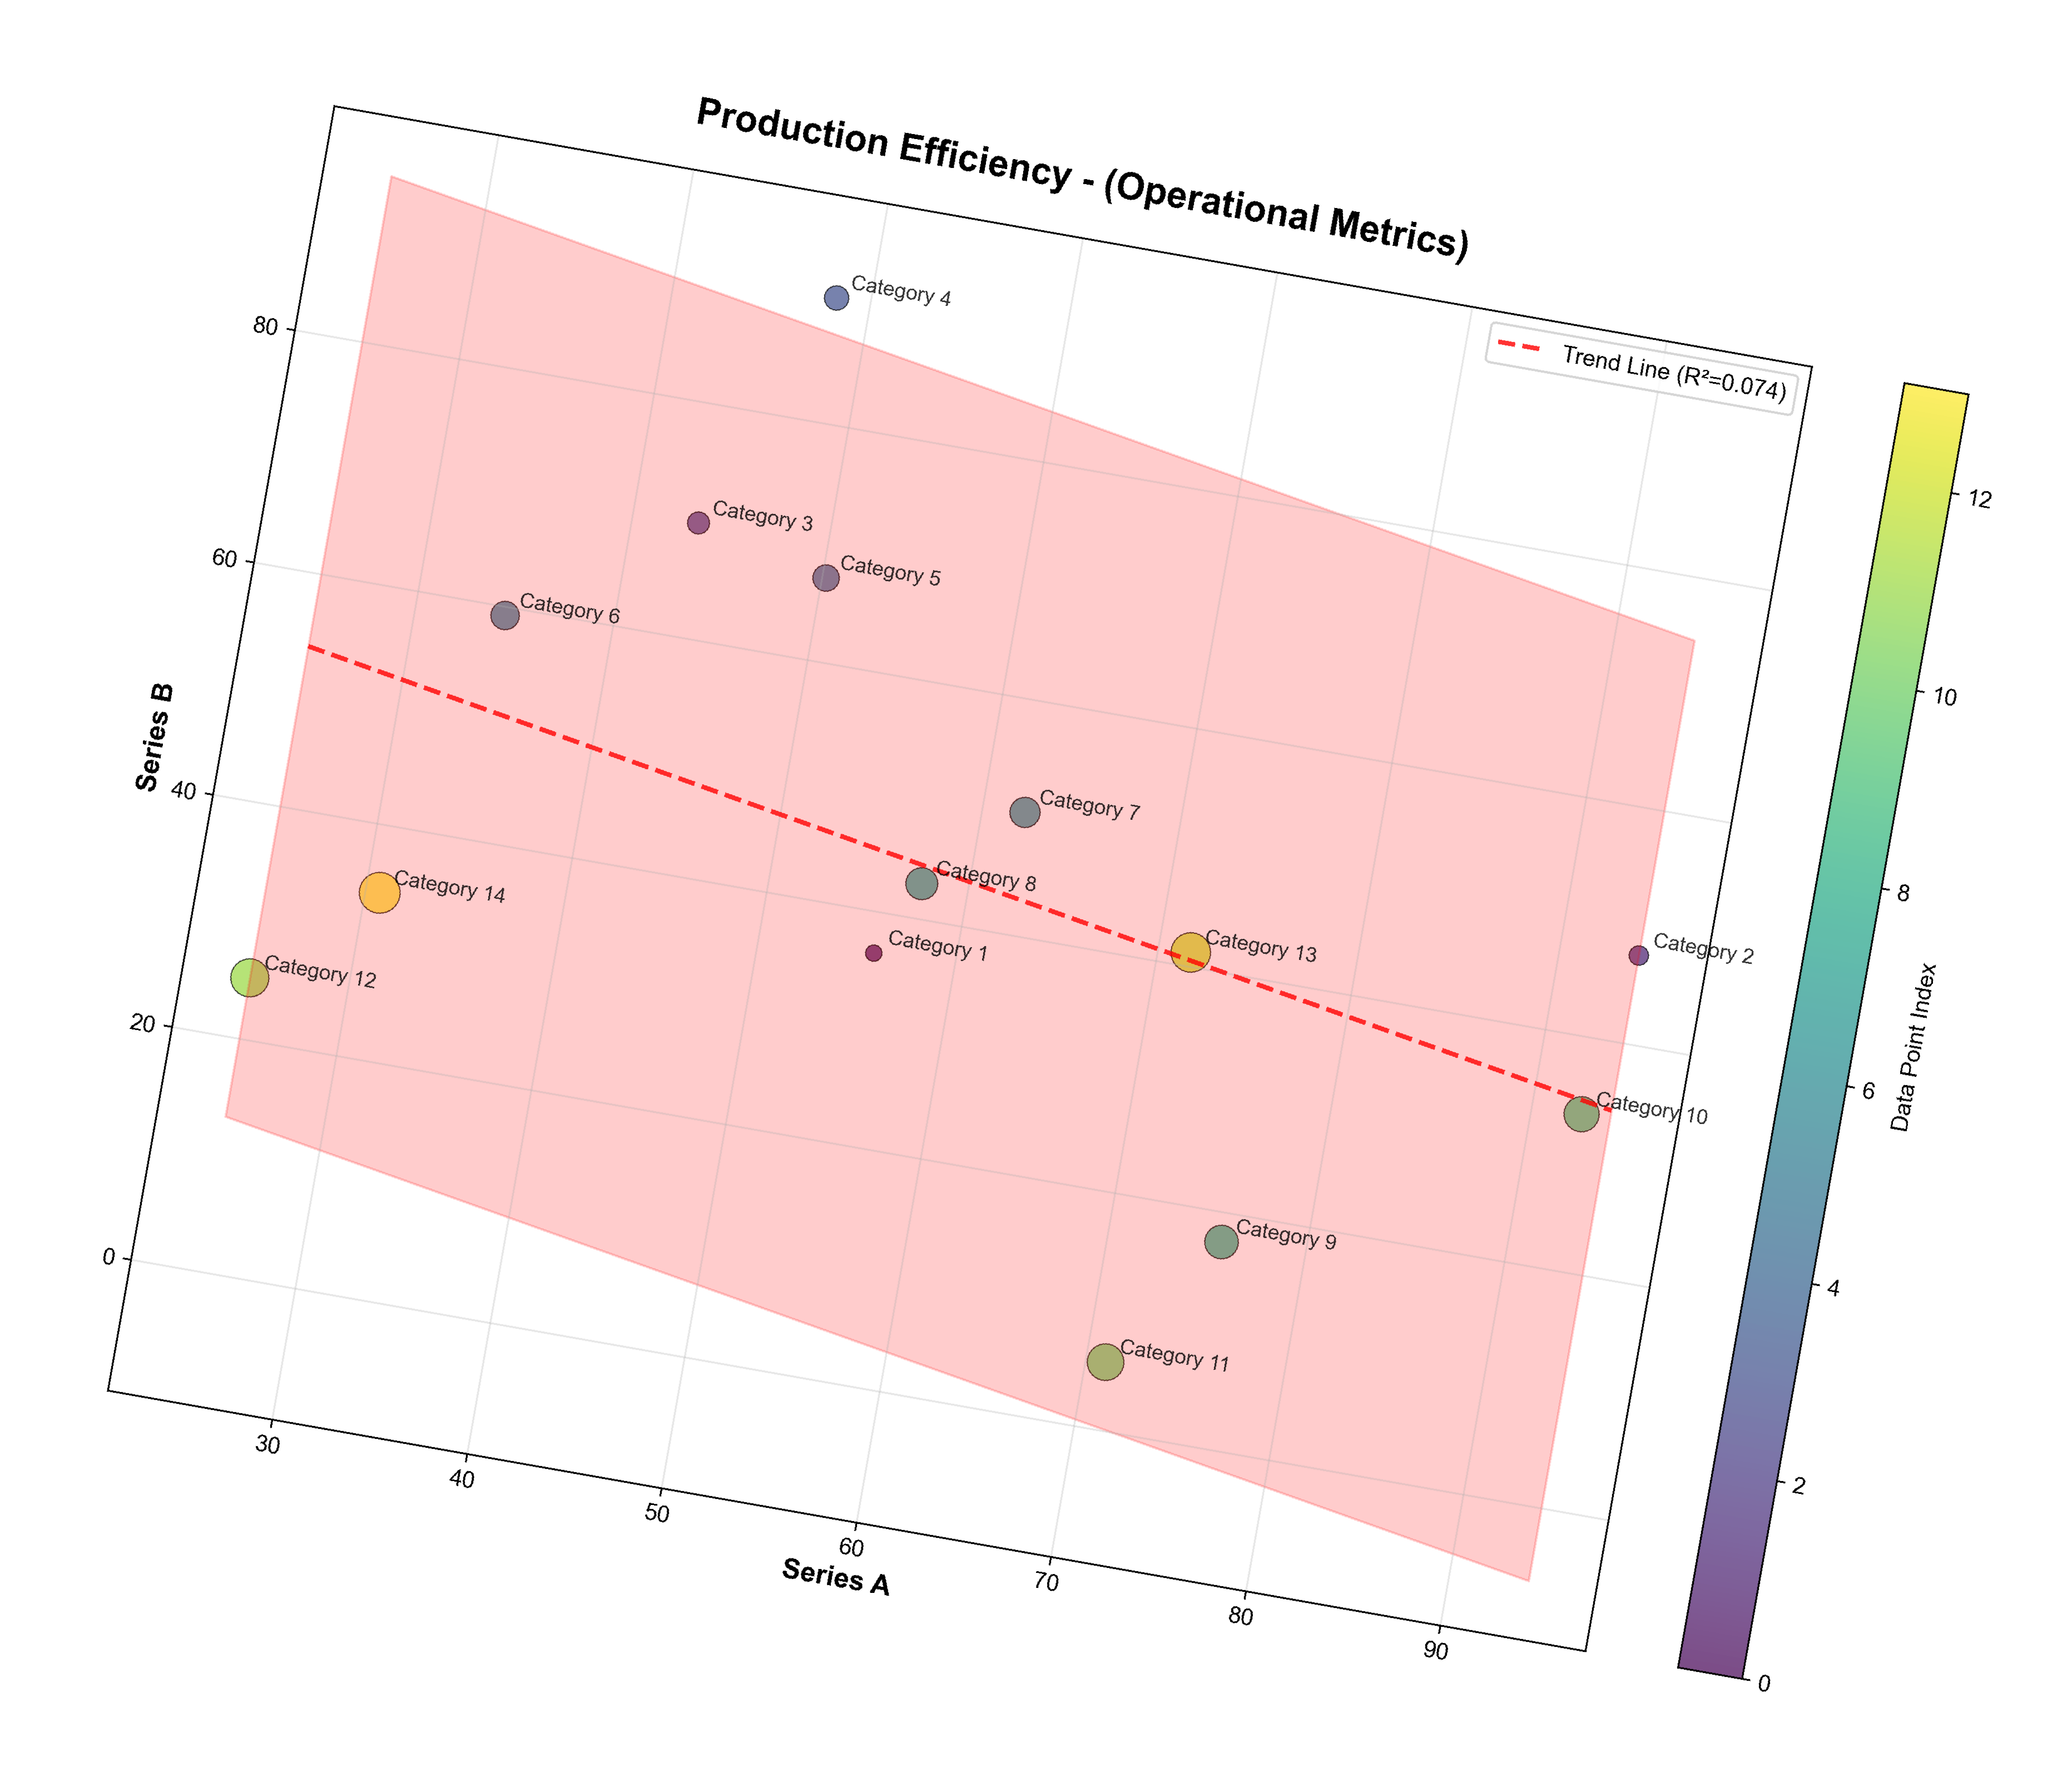 Production Efficiency - (Operational Metrics)
Trend Line (R²=0.074)
Category 4
Category 3
Category 5
Category 6
Category 7
Category 8
Category 14
Category 1
Category 13
Category 2
Category 12
Category 10
Category 9
Category 11
80
60
40
20
0
Series B
30
40
50
60
70
80
90
Series A
12
10
8
6
4
2
0
Data Point Index